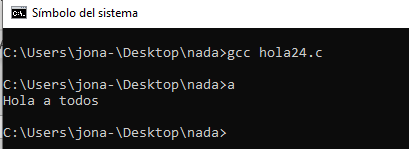 Símbolo del sistema
C:\Users\jona-\Desktop\nada>gcc hola24.c
C:\Users\jona-\Desktop\nada>a
Hola a todos
C:\Users\jona-\Desktop\nada>